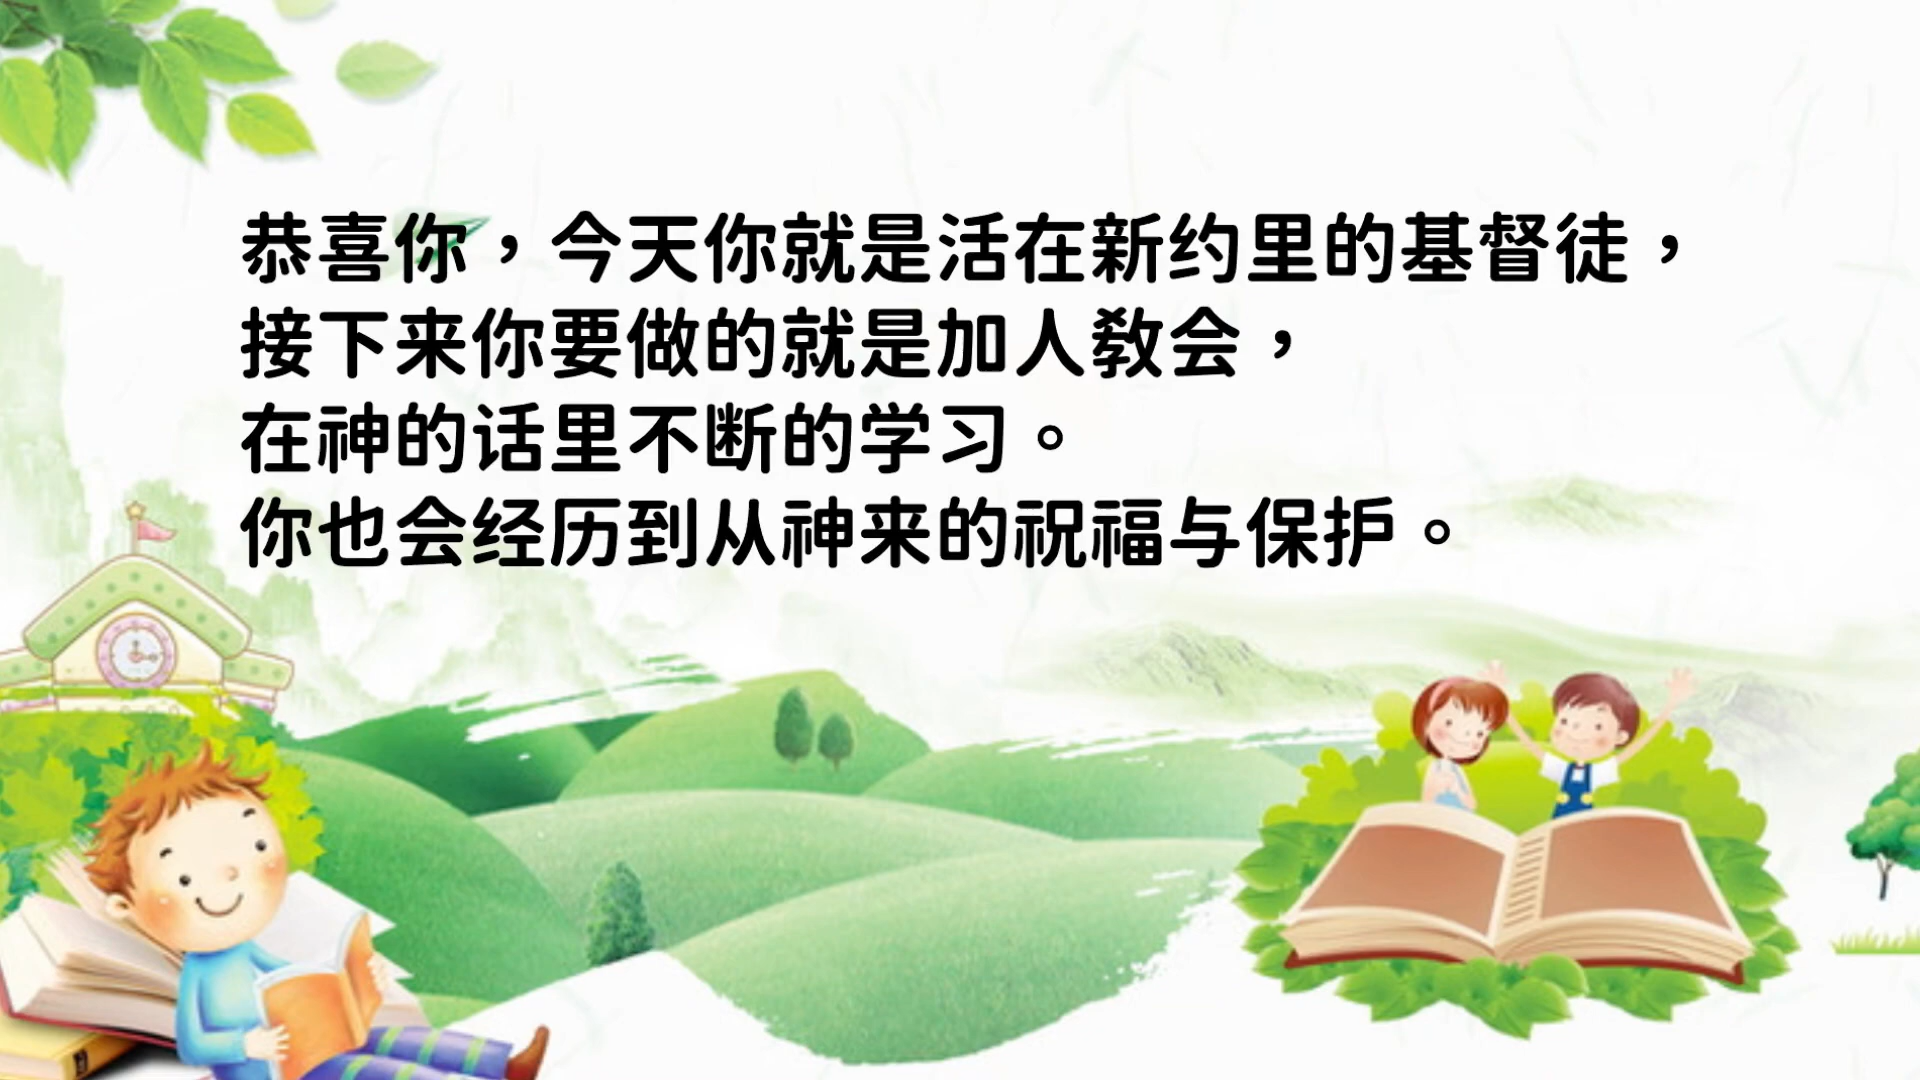 恭喜你，今天你就是活在新约里的基督徒，
接下来你要做的就是加人教会，
在神的话里不断的学习。
你也会经历到从神来的祝福与保护。